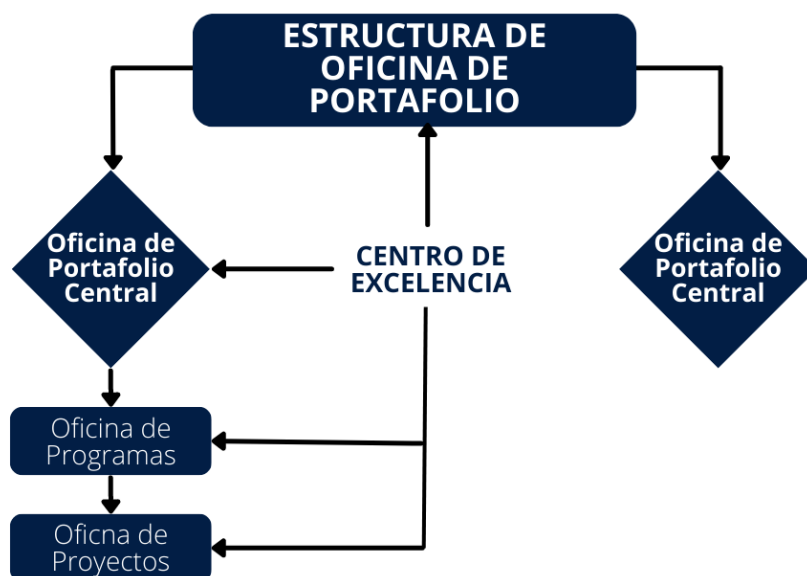 ESTRUCTURA DE
OFICINA DE
PORTAFOLIO
Oficina de
Portafolio
Central
CENTRO DE
EXCELENCIA
Oficina de
Portafolio
Central
Oficina de
Programas
Oficna de
Proyectos